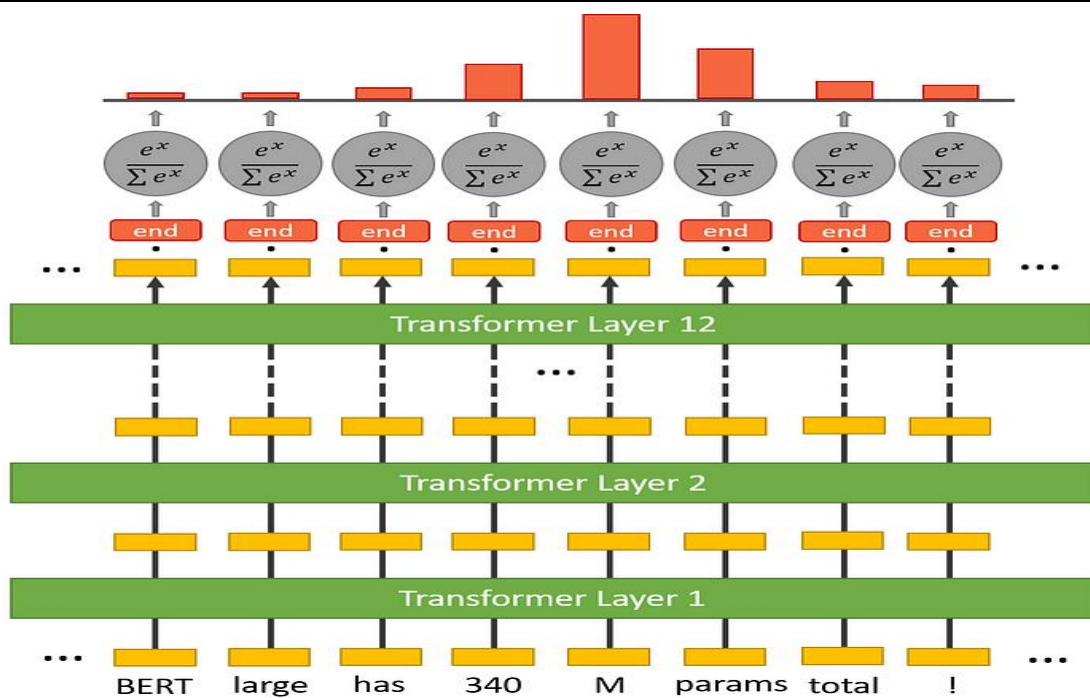 e^x / ∑ e^x e^x / ∑ e^x e^x / ∑ e^x e^x / ∑ e^x e^x / ∑ e^x e^x / ∑ e^x e^x / ∑ e^x e^x / ∑ e^x
end end end end end end end end
... ...
Transformer Layer 12
...
Transformer Layer 2
Transformer Layer 1
... ...
BERT large has 340 M params total !